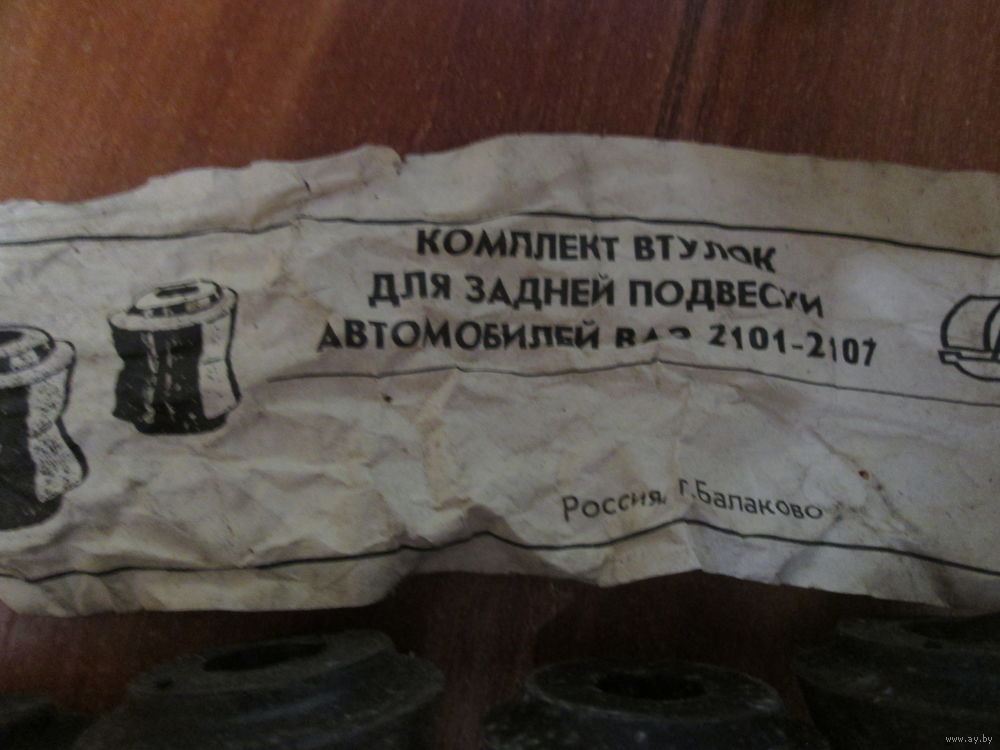 КОМПЛЕКТ ВТУЛОК
ДЛЯ ЗАДНЕЙ ПОДВЕСКИ
АВТОМОБИЛЕЙ ВАЗ 2101-2107
Россия, г.Балаково
www.ay.by